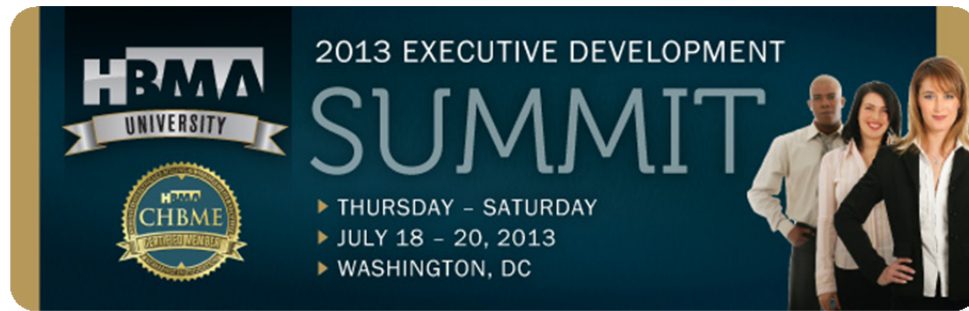 HBMA
UNIVERSITY
HBMA
CHBME
CERTIFIED MEMBER
2013 EXECUTIVE DEVELOPMENT
SUMMIT
THURSDAY – SATURDAY
JULY 18 – 20, 2013
WASHINGTON, DC